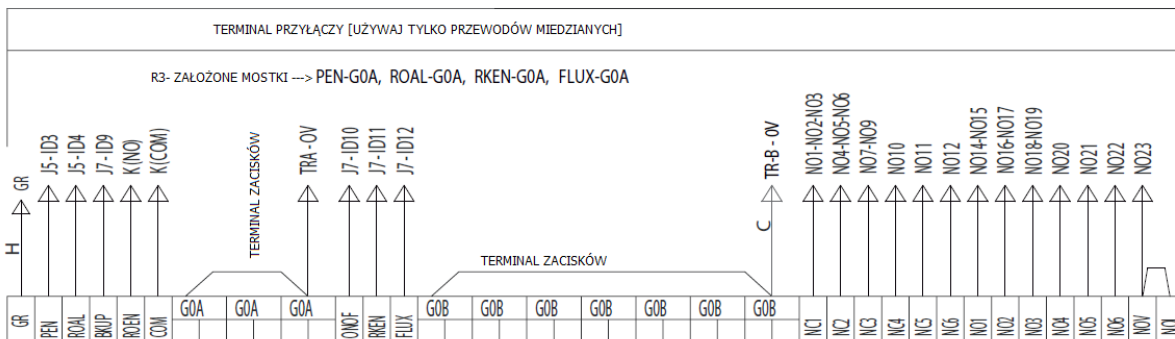 TERMINAL PRZYŁĄCZY [UŻYWAJ TYLKO PRZEWODÓW MIEDZIANYCH]
R3- ZAŁOŻONE MOSTKI ---> PEN-G0A, ROAL-G0A, RKEN-G0A, FLUX-G0A
GR
J5-ID3
J5-ID4
J7-ID9
K(NO)
K(COM)
TERMINAL ZACISKÓW
TRA - OV
J7-ID10
J7-ID11
J7-ID12
TR-B - 0V
NO1-NO2-NO3
NO4-NO5-NO6
NO7-NO9
NO10
NO11
NO12
NO14-NO15
NO16-NO17
NO18-NO19
NO20
NO21
NO22
NO23
H
C
TERMINAL ZACISKÓW
GR
PEN
ROAL
BKUP
ROEN
COM
G0A
G0A
G0A
ONOF
RKEN
FLUX
G0B
G0B
G0B
G0B
G0B
G0B
G0B
NC1
NC2
NC3
NC4
NC5
NC6
NO1
NO2
NO3
NO4
NO5
NO6
NOV